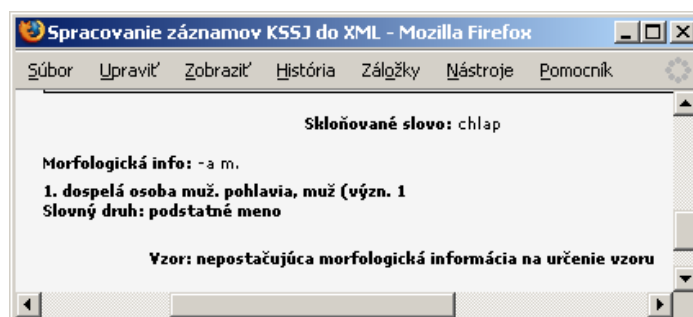 Spracovanie záznamov KSSJ do XML - Mozilla Firefox
Súbor Upraviť Zobraziť História Záložky Nástroje Pomocník
Skloňované slovo: chlap
Morfologická info: -a m.
1. dospelá osoba muž. pohlavia, muž (význ. 1
Slovný druh: podstatné meno
Vzor: nepostačujúca morfologická informácia na určenie vzoru